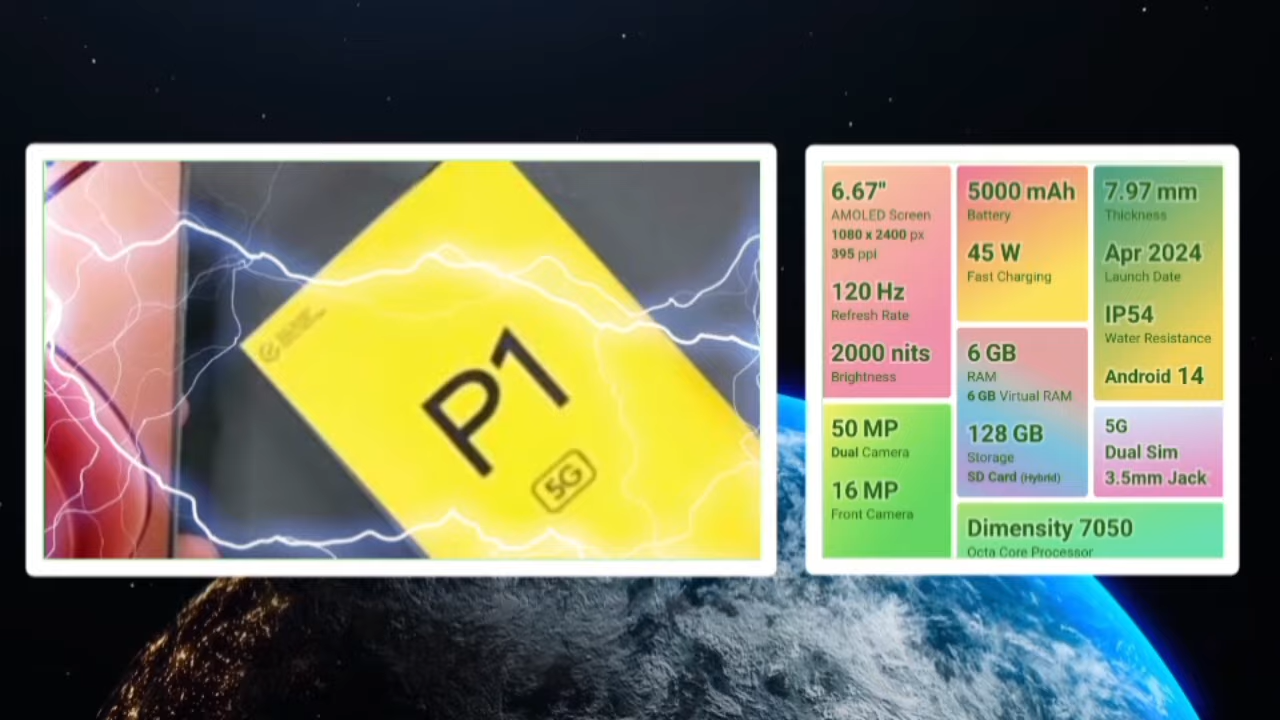 P1
5G
6.67"
AMOLED Screen
1080 x 2400 px
395 ppi
120 Hz
Refresh Rate
2000 nits
Brightness
50 MP
Dual Camera
16 MP
Front Camera
5000 mAh
Battery
45 W
Fast Charging
6 GB
RAM
6 GB Virtual RAM
128 GB
Storage
SD Card (Hybrid)
7.97 mm
Thickness
Apr 2024
Launch Date
IP54
Water Resistance
Android 14
5G
Dual Sim
3.5mm Jack
Dimensity 7050
Octa Core Processor